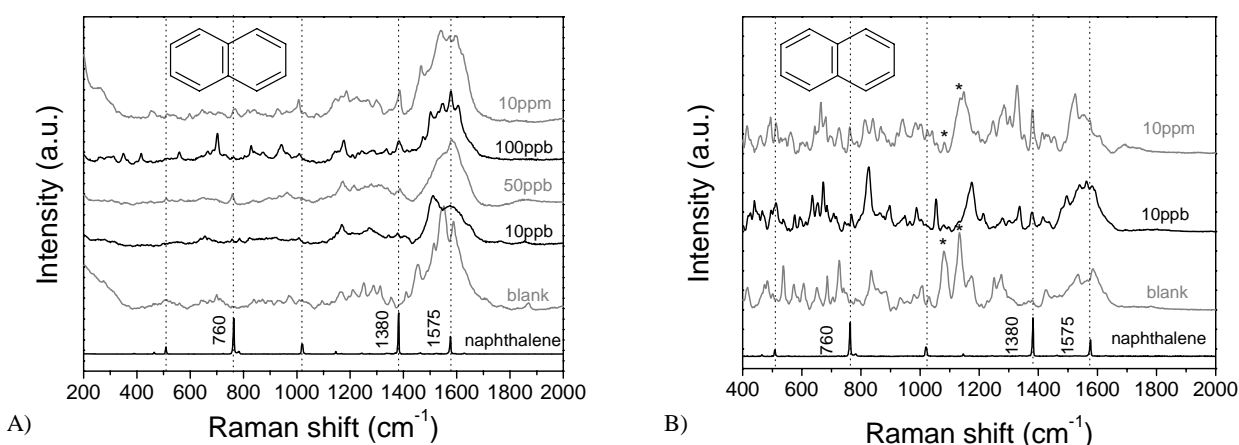 10ppm
100ppb
50ppb
10ppb
blank
naphthalene
760
1380
1575
Intensity (a.u.)
200 400 600 800 1000 1200 1400 1600 1800 2000
Raman shift (cm⁻¹)
A)
*
*
10ppm
10ppb
*
*
blank
naphthalene
760
1380
1575
Intensity (a.u.)
400 600 800 1000 1200 1400 1600 1800 2000
Raman shift (cm⁻¹)
B)